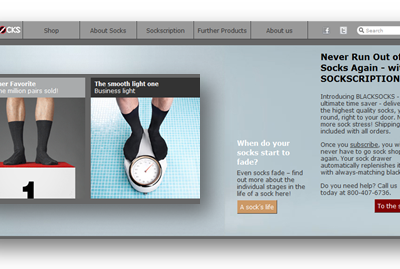 CKS
Shop
About Socks
Sockscription
Further Products
About us
f
Search
Favorite
million pairs sold!
The smooth light one
Business light
1
When do your
socks start to
fade?
Even socks fade – find
out more about the
individual stages in the
life of a sock here!
A sock's life
Never Run Out of
Socks Again - wi
SOCKSCRIPTION
Introducing BLACKSOCKS -
ultimate time saver - delive
the highest quality socks, y
round, right to your door. N
more sock stress! Shipping
included with all orders.
Once you subscribe, you wi
never have to go sock shop
again. Your sock drawer
automatically replenishes it
with always-matching blac
Do you need help? Call us
today at 800-407-6736.
To the s